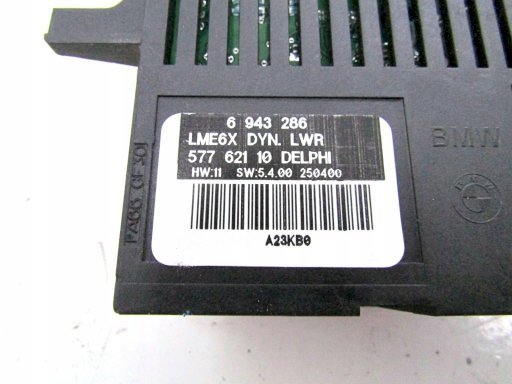 6 943 286
LME6X DYN. LWR
577 621 10 DELPHI
HW:11 SW:5.4.00 250400
A23KB0
BMW